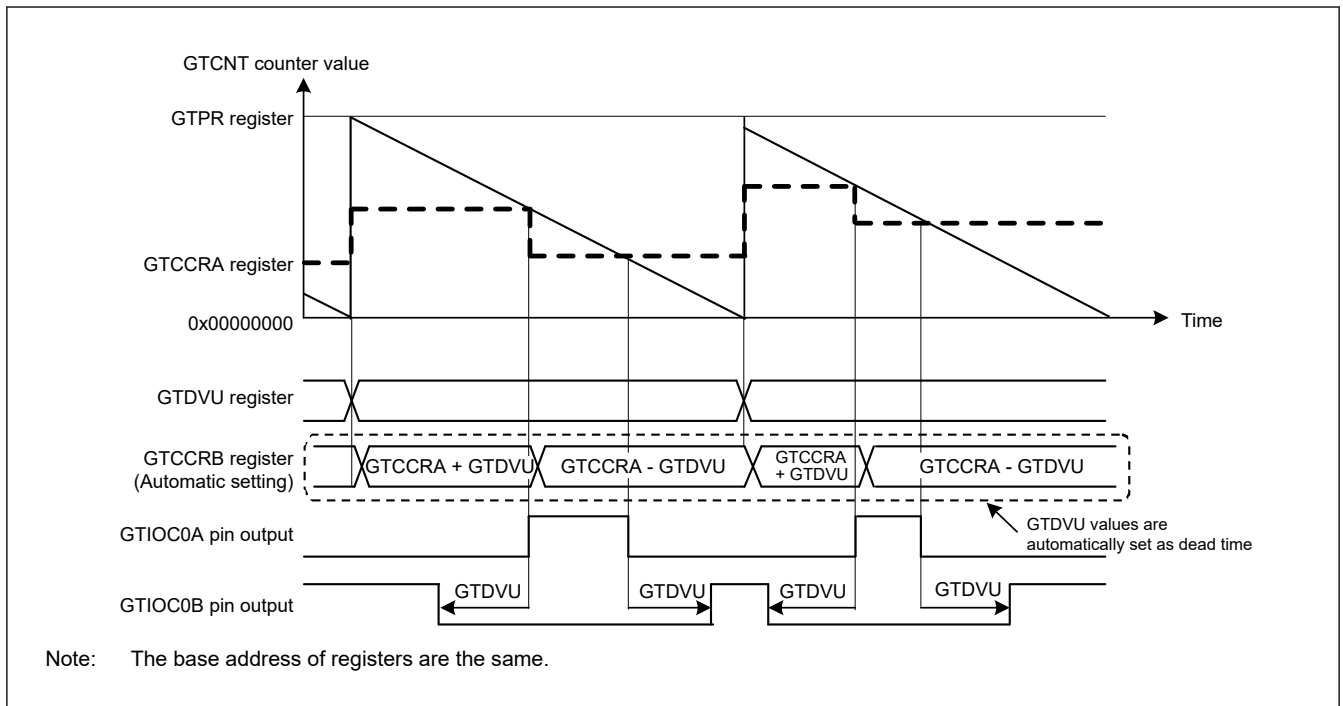 GTCNT counter value
GTPR register
GTCCRA register
0x00000000
Time
GTDVU register
GTCCRB register
(Automatic setting)
GTCCRA + GTDVU
GTCCRA - GTDVU
GTCCRA
+ GTDVU
GTCCRA - GTDVU
GTDVU values are
automatically set as dead time
GTIOC0A pin output
GTIOC0B pin output
GTDVU
GTDVU
GTDVU
GTDVU
Note: The base address of registers are the same.